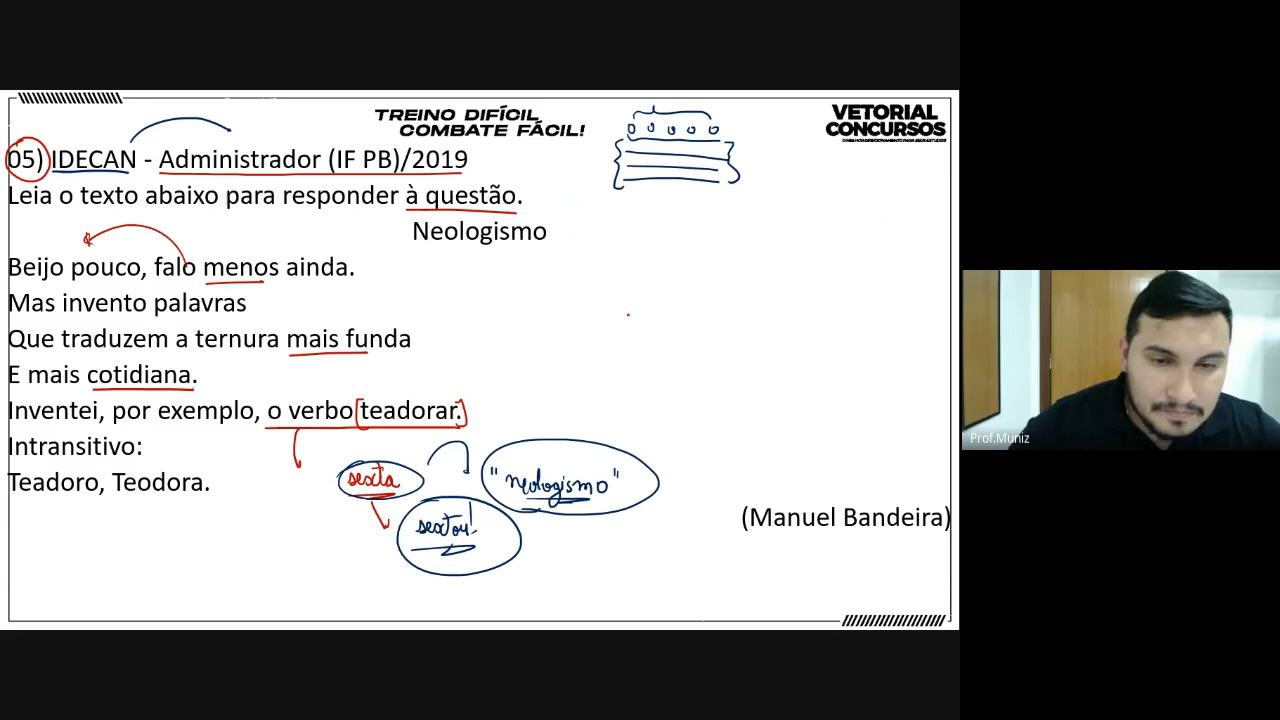 TREINO DIFÍCIL
COMBATE FÁCIL!
VETORIAL
CONCURSOS
05) IDECAN - Administrador (IF PB)/2019
Leia o texto abaixo para responder à questão.
Neologismo
Beijo pouco, falo menos ainda.
Mas invento palavras
Que traduzem a ternura mais funda
E mais cotidiana.
Inventei, por exemplo, o verbo teadorar.
Intransitivo:
Teadoro, Teodora.
sexta
"neologismo"
sextou!
(Manuel Bandeira)
Prof.Muniz